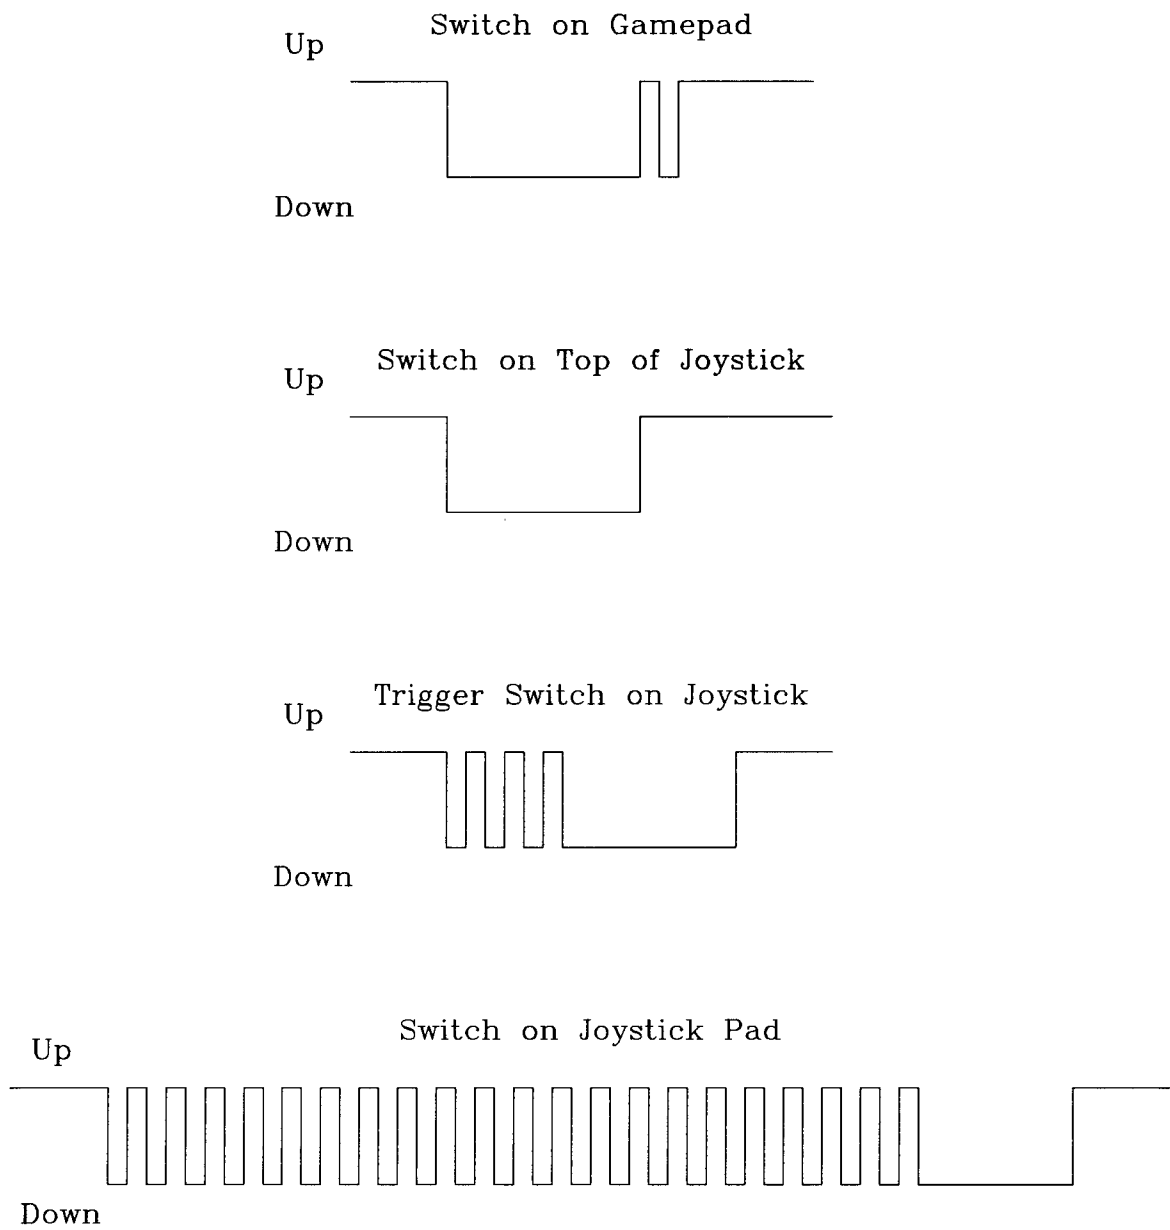 Switch on Gamepad
Up
Down
Switch on Top of Joystick
Up
Down
Trigger Switch on Joystick
Up
Down
Switch on Joystick Pad
Up
Down